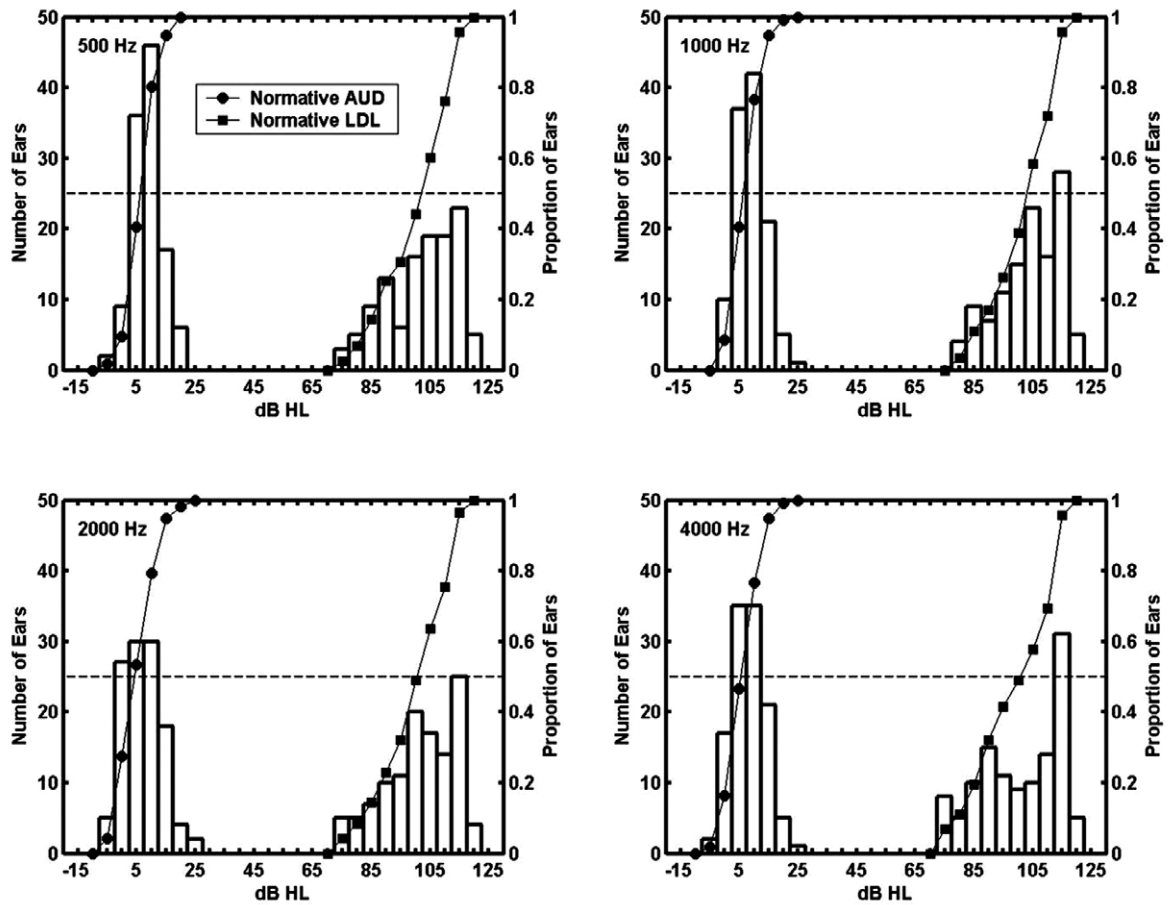 500 Hz
Normative AUD
Normative LDL
Number of Ears
Proportion of Ears
50
40
30
20
10
0
1
0.8
0.6
0.4
0.2
0
-15 5 25 45 65 85 105 125
dB HL
1000 Hz
Number of Ears
Proportion of Ears
50
40
30
20
10
0
1
0.8
0.6
0.4
0.2
0
-15 5 25 45 65 85 105 125
dB HL
2000 Hz
Number of Ears
Proportion of Ears
50
40
30
20
10
0
1
0.8
0.6
0.4
0.2
0
-15 5 25 45 65 85 105 125
dB HL
4000 Hz
Number of Ears
Proportion of Ears
50
40
30
20
10
0
1
0.8
0.6
0.4
0.2
0
-15 5 25 45 65 85 105 125
dB HL